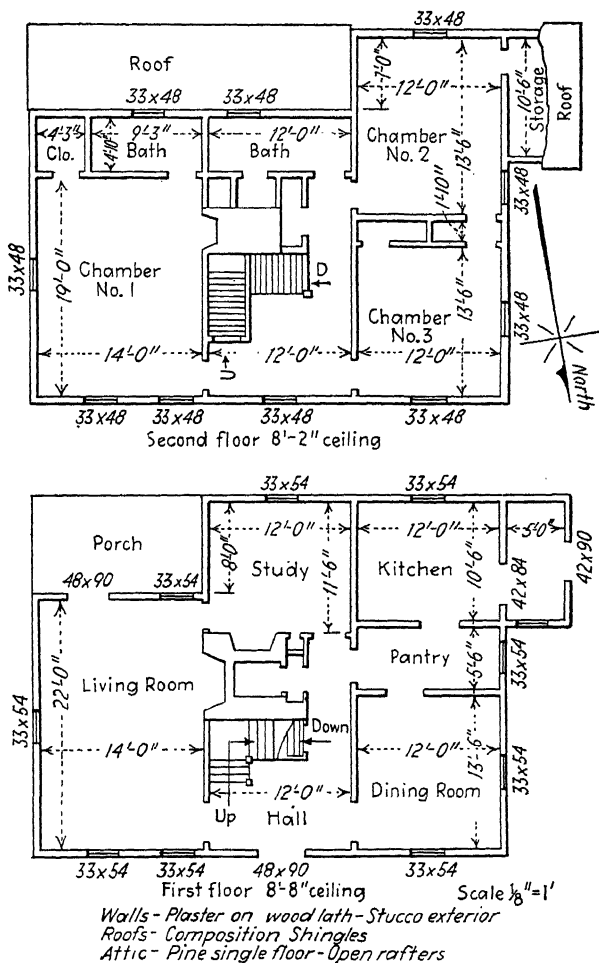 33x48
Roof
33x48
33x48
7'-0"
12'-0"
10'-6"
Storage
Roof
4'-3"
9'-3"
12'-0"
Clo.
4'-10"
Bath
Bath
Chamber
No. 2
13'-6"
1'-10"
33x48
33x48
Chamber
No. 1
19'-0"
D
Chamber
No. 3
13'-6"
33x48
14'-0"
12'-0"
12'-0"
U
North
33x48
33x48
33x48
33x48
Second floor 8'-2" ceiling
33x54
33x54
Porch
12'-0"
12'-0"
5'-0"
8'-0"
Study
11'-6"
Kitchen
10'-6"
42x84
42x90
48x90
33x54
Pantry
5'-6"
33x54
22'-0"
Living Room
33x54
Down
14'-0"
12'-0"
13'-6"
33x54
12'-0"
Dining Room
Up
Hall
33x54
33x54
48x90
33x54
First floor 8'-8" ceiling
Scale 1/8"=1'
Walls - Plaster on wood lath - Stucco exterior
Roofs - Composition Shingles
Attic - Pine single floor - Open rafters